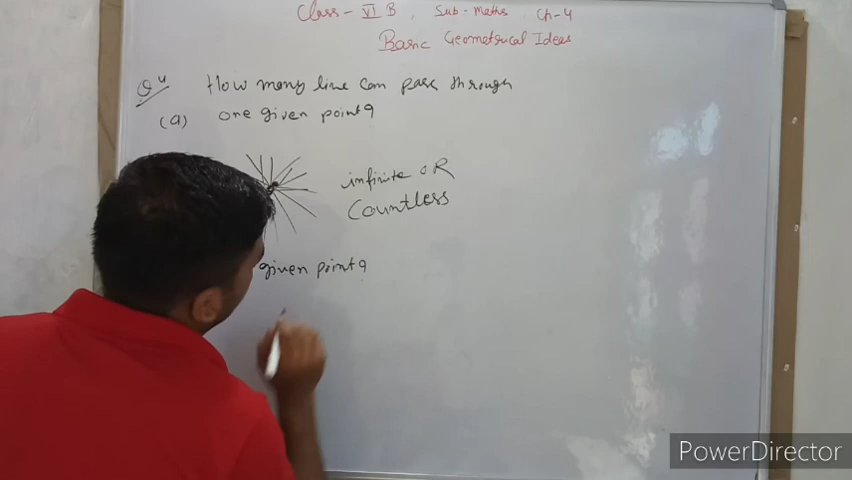 Class - VI B, Sub - Maths Ch-4
Basic Geometrical Ideas
Q4 How many line can pass through
(a) one given point?
infinite OR
Countless
given point?
PowerDirector